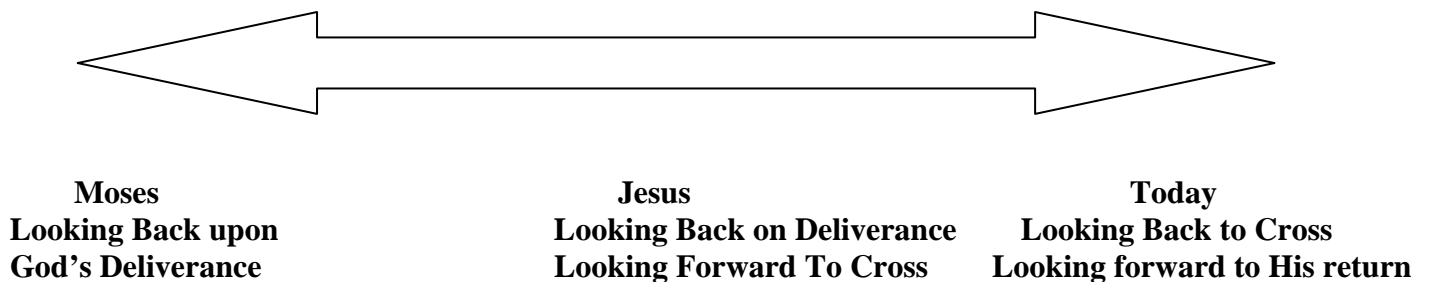 Moses Jesus Today
Looking Back upon Looking Back on Deliverance Looking Back to Cross
God’s Deliverance Looking Forward To Cross Looking forward to His return